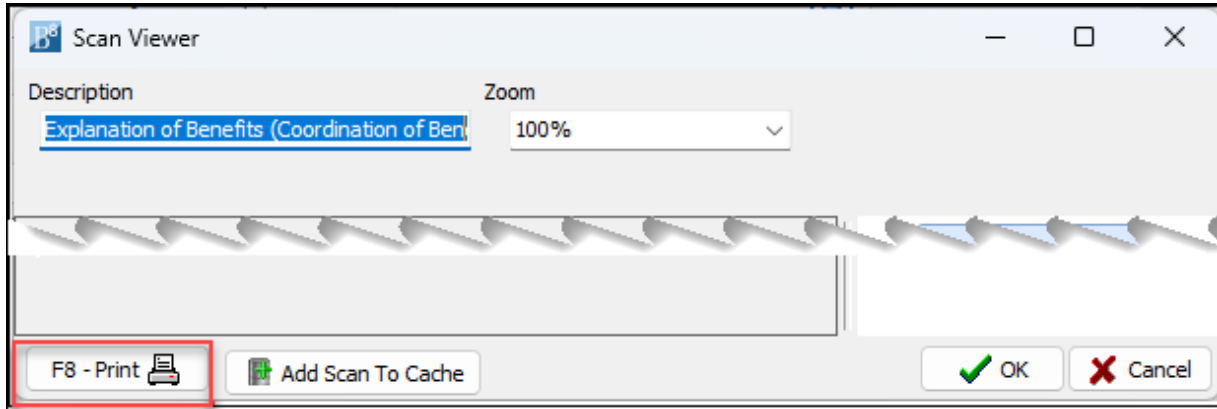 B8 Scan Viewer
Description Zoom
Explanation of Benefits (Coordination of Ben 100%
F8 - Print Add Scan To Cache OK Cancel